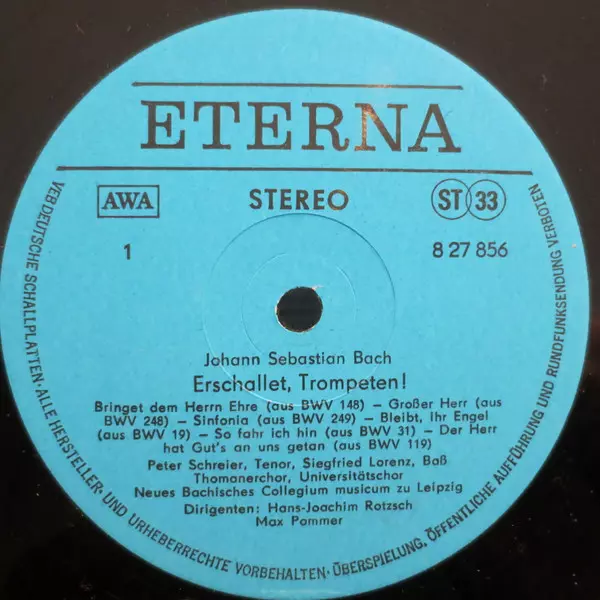 ETERNA
AWA
STEREO
ST 33
1
8 27 856
Johann Sebastian Bach
Erschallet, Trompeten!
Bringet dem Herrn Ehre (aus BWV 148) – Großer Herr (aus
BWV 248) – Sinfonia (aus BWV 249) – Bleibt, Ihr Engel
(aus BWV 19) – So fahr ich hin (aus BWV 31) – Der Herr
hat Gut's an uns getan (aus BWV 119)
Peter Schreier, Tenor, Siegfried Lorenz, Baß
Thomanerchor, Universitätschor
Neues Bachisches Collegium musicum zu Leipzig
Dirigenten: Hans-Joachim Rotzsch
Max Pommer
VEB DEUTSCHE SCHALLPLATTEN · ALLE HERSTELLER- UND URHEBERRECHTE VORBEHALTEN · ÜBERSPIELUNG, ÖFFENTLICHE AUFFÜHRUNG UND RUNDFUNKSENDUNG VERBOTEN